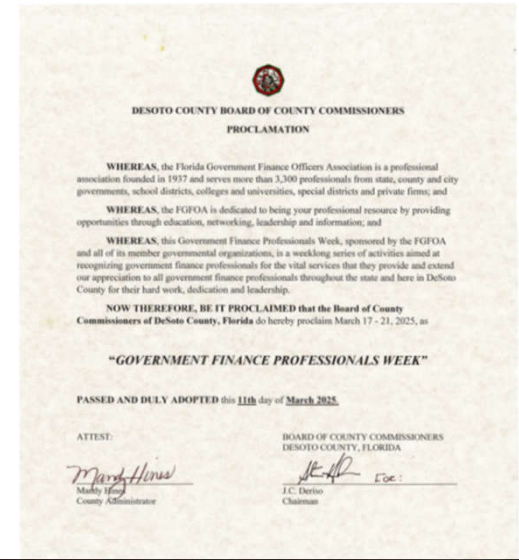 DESOTO COUNTY BOARD OF COUNTY COMMISSIONERS
PROCLAMATION
WHEREAS, the Florida Government Finance Officers Association is a professional
association founded in 1937 and serves more than 3,300 professionals from state, county and city
governments, school districts, colleges and universities, special districts and private firms; and
WHEREAS, the FGFOA is dedicated to being your professional resource by providing
opportunities through education, networking, leadership and information; and
WHEREAS, this Government Finance Professionals Week, sponsored by the FGFOA
and all of its member governmental organizations, is a weeklong series of activities aimed at
recognizing government finance professionals for the vital services that they provide and extend
our appreciation to all government finance professionals throughout the state and here in DeSoto
County for their hard work, dedication and leadership.
NOW THEREFORE, BE IT PROCLAIMED that the Board of County
Commissioners of DeSoto County, Florida do hereby proclaim March 17 - 21, 2025, as
“GOVERNMENT FINANCE PROFESSIONALS WEEK”
PASSED AND DULY ADOPTED this 11th day of March 2025.
ATTEST:
BOARD OF COUNTY COMMISSIONERS
DESOTO COUNTY, FLORIDA
Mandy Hines
For:
Mandy Hines
County Administrator
J.C. Deriso
Chairman